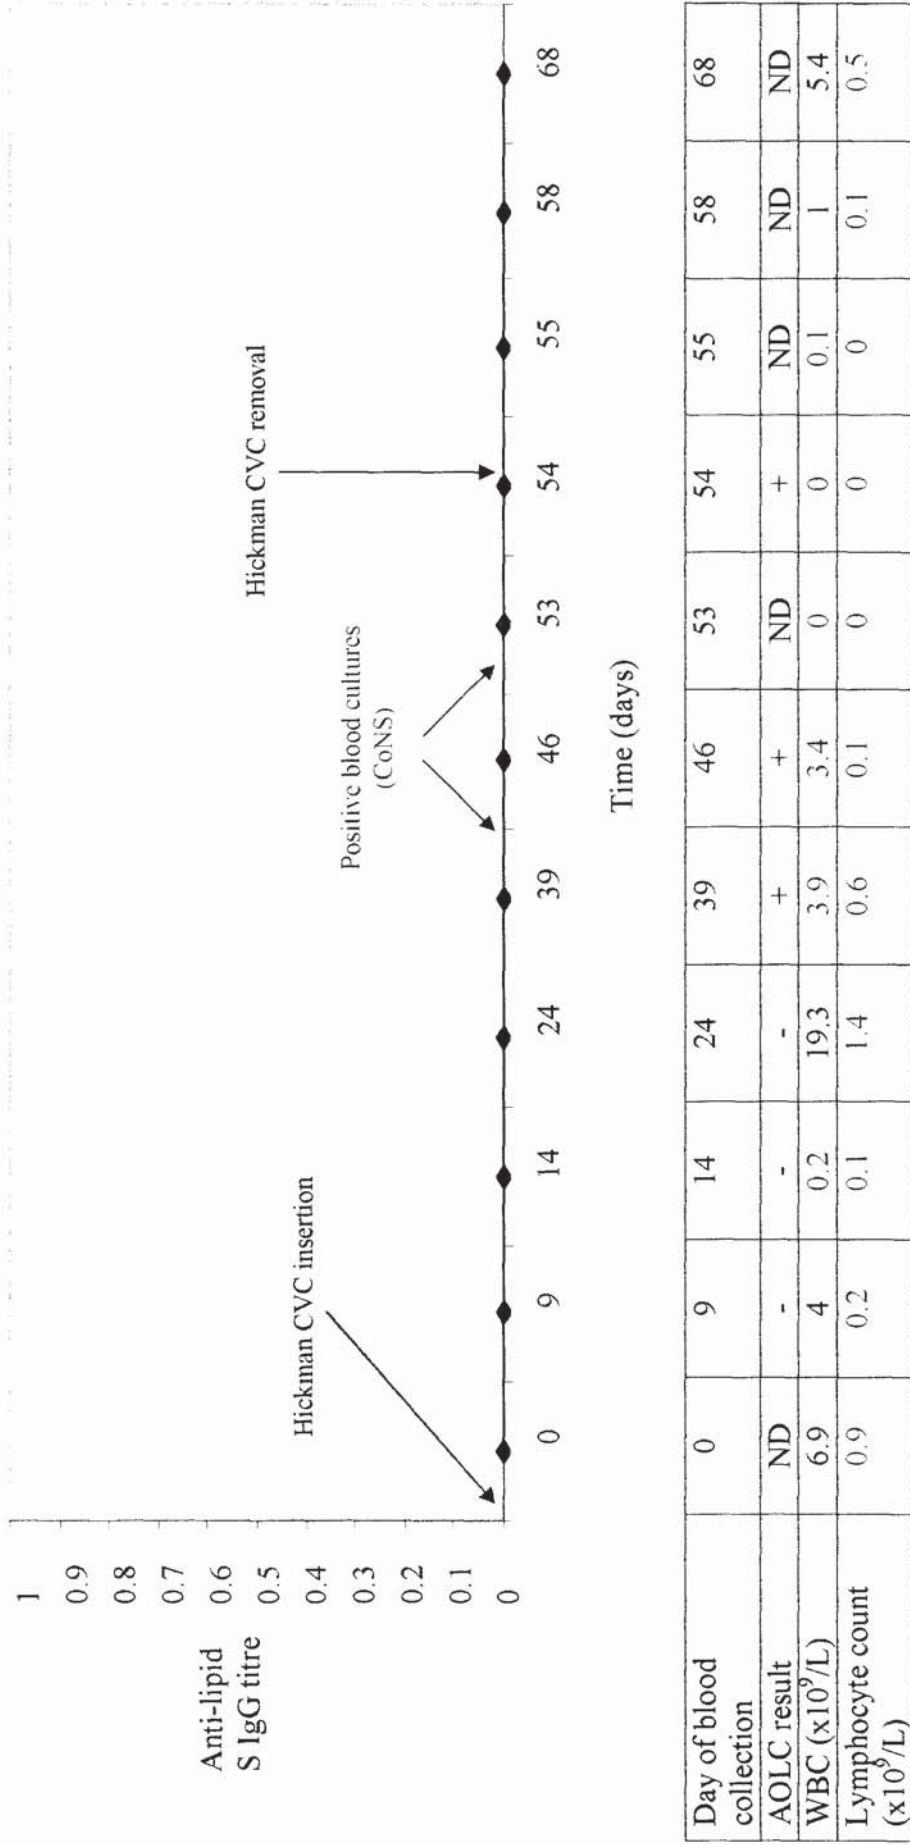 1
0.9
0.8
0.7
0.6
0.5
0.4
0.3
0.2
0.1
0
Anti-lipid
S IgG titre
Hickman CVC insertion
Positive blood cultures
(CoNS)
Hickman CVC removal
0 9 14 24 39 46 53 54 55 58 68
Time (days)
Day of blood collection 0 9 14 24 39 46 53 54 55 58 68
AOLC result ND - - - + + ND + ND ND ND
WBC (x10⁹/L) 6.9 4 0.2 19.3 3.9 3.4 0 0 0.1 1 5.4
Lymphocyte count (x10⁹/L) 0.9 0.2 0.1 1.4 0.6 0.1 0 0 0 0.1 0.5